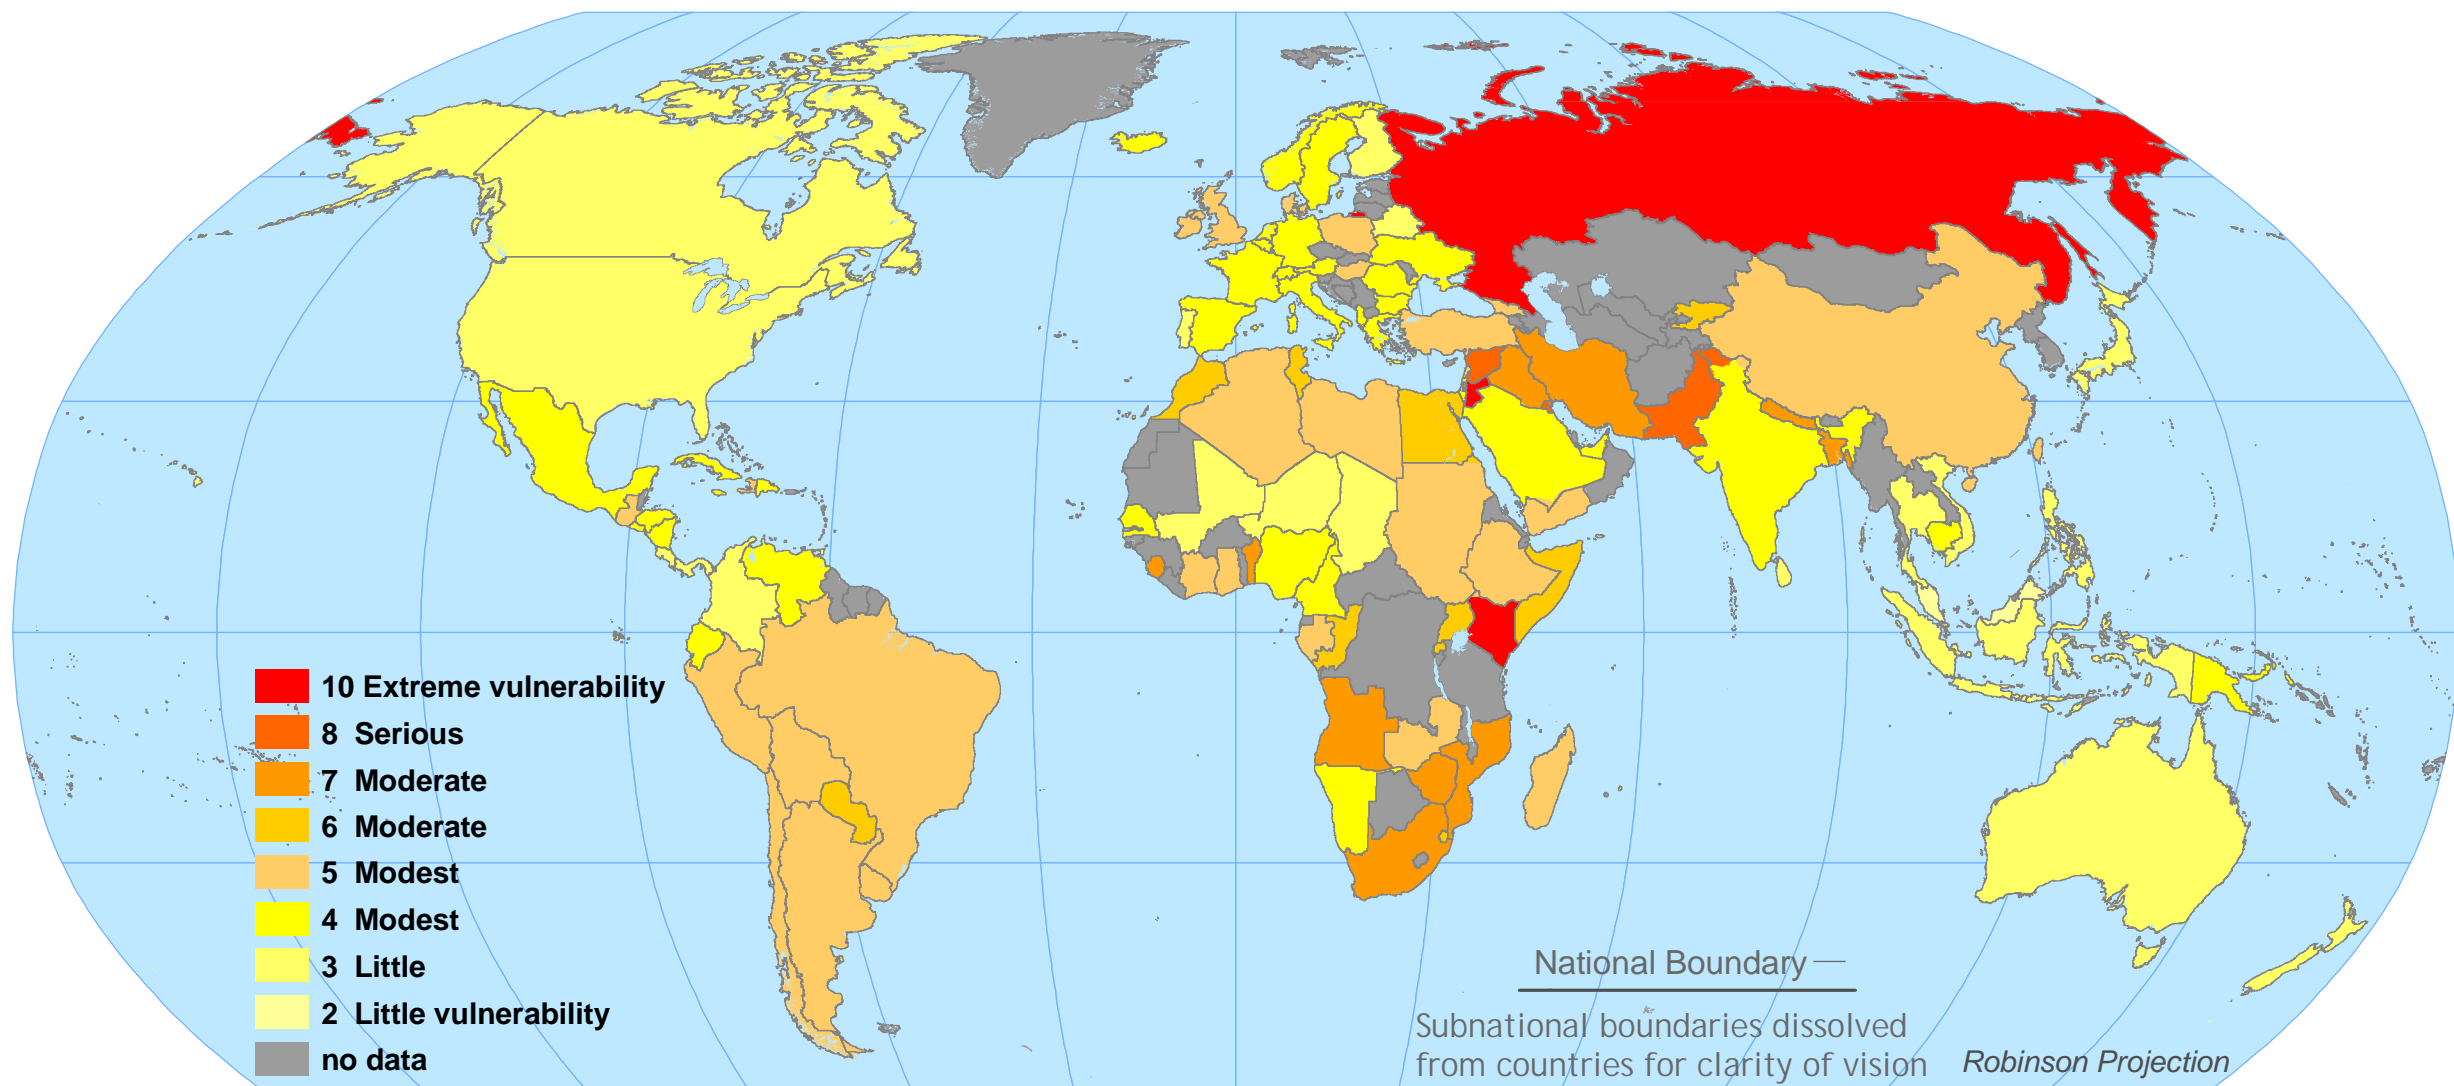 10 Extreme vulnerability
8 Serious
7 Moderate
6 Moderate
5 Modest
4 Modest
3 Little
2 Little vulnerability
no data
National Boundary
Subnational boundaries dissolved
from countries for clarity of vision
Robinson Projection